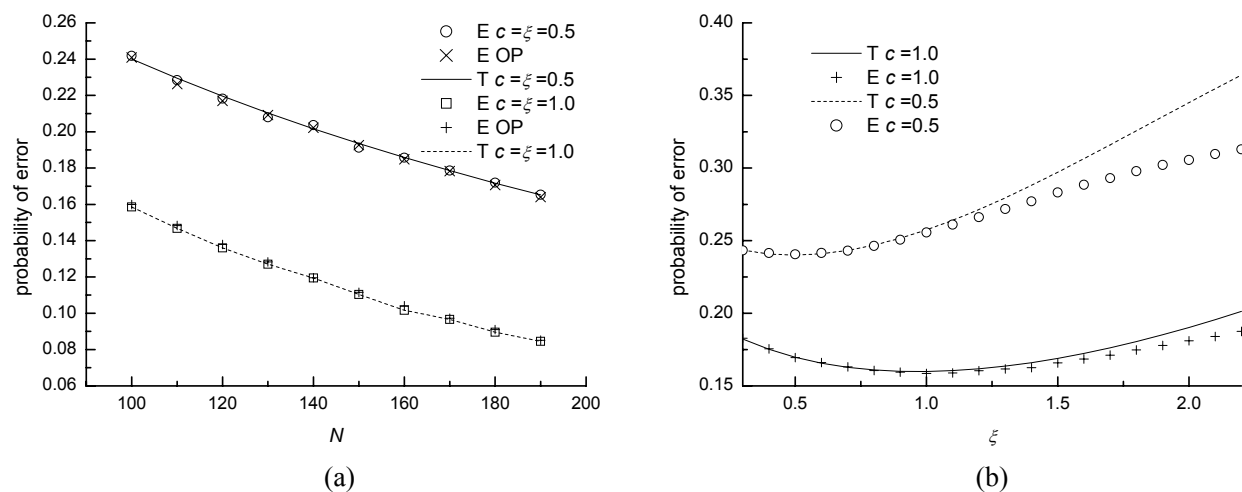 0.26
0.24
0.22
0.20
0.18
0.16
0.14
0.12
0.10
0.08
0.06
probability of error
100
120
140
160
180
200
N
E c=ξ=0.5
E OP
T c=ξ=0.5
E c=ξ=1.0
E OP
T c=ξ=1.0
(a)
0.40
0.35
0.30
0.25
0.20
0.15
probability of error
0.5
1.0
1.5
2.0
ξ
T c=1.0
E c=1.0
T c=0.5
E c=0.5
(b)